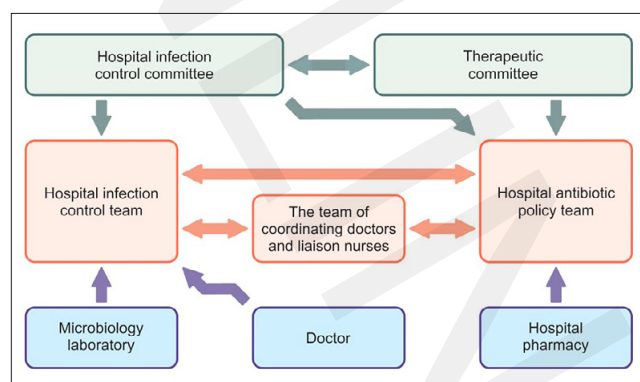 Hospital infection
control committee
Therapeutic
committee
Hospital infection
control team
The team of
coordinating doctors
and liaison nurses
Hospital antibiotic
policy team
Microbiology
laboratory
Doctor
Hospital
pharmacy